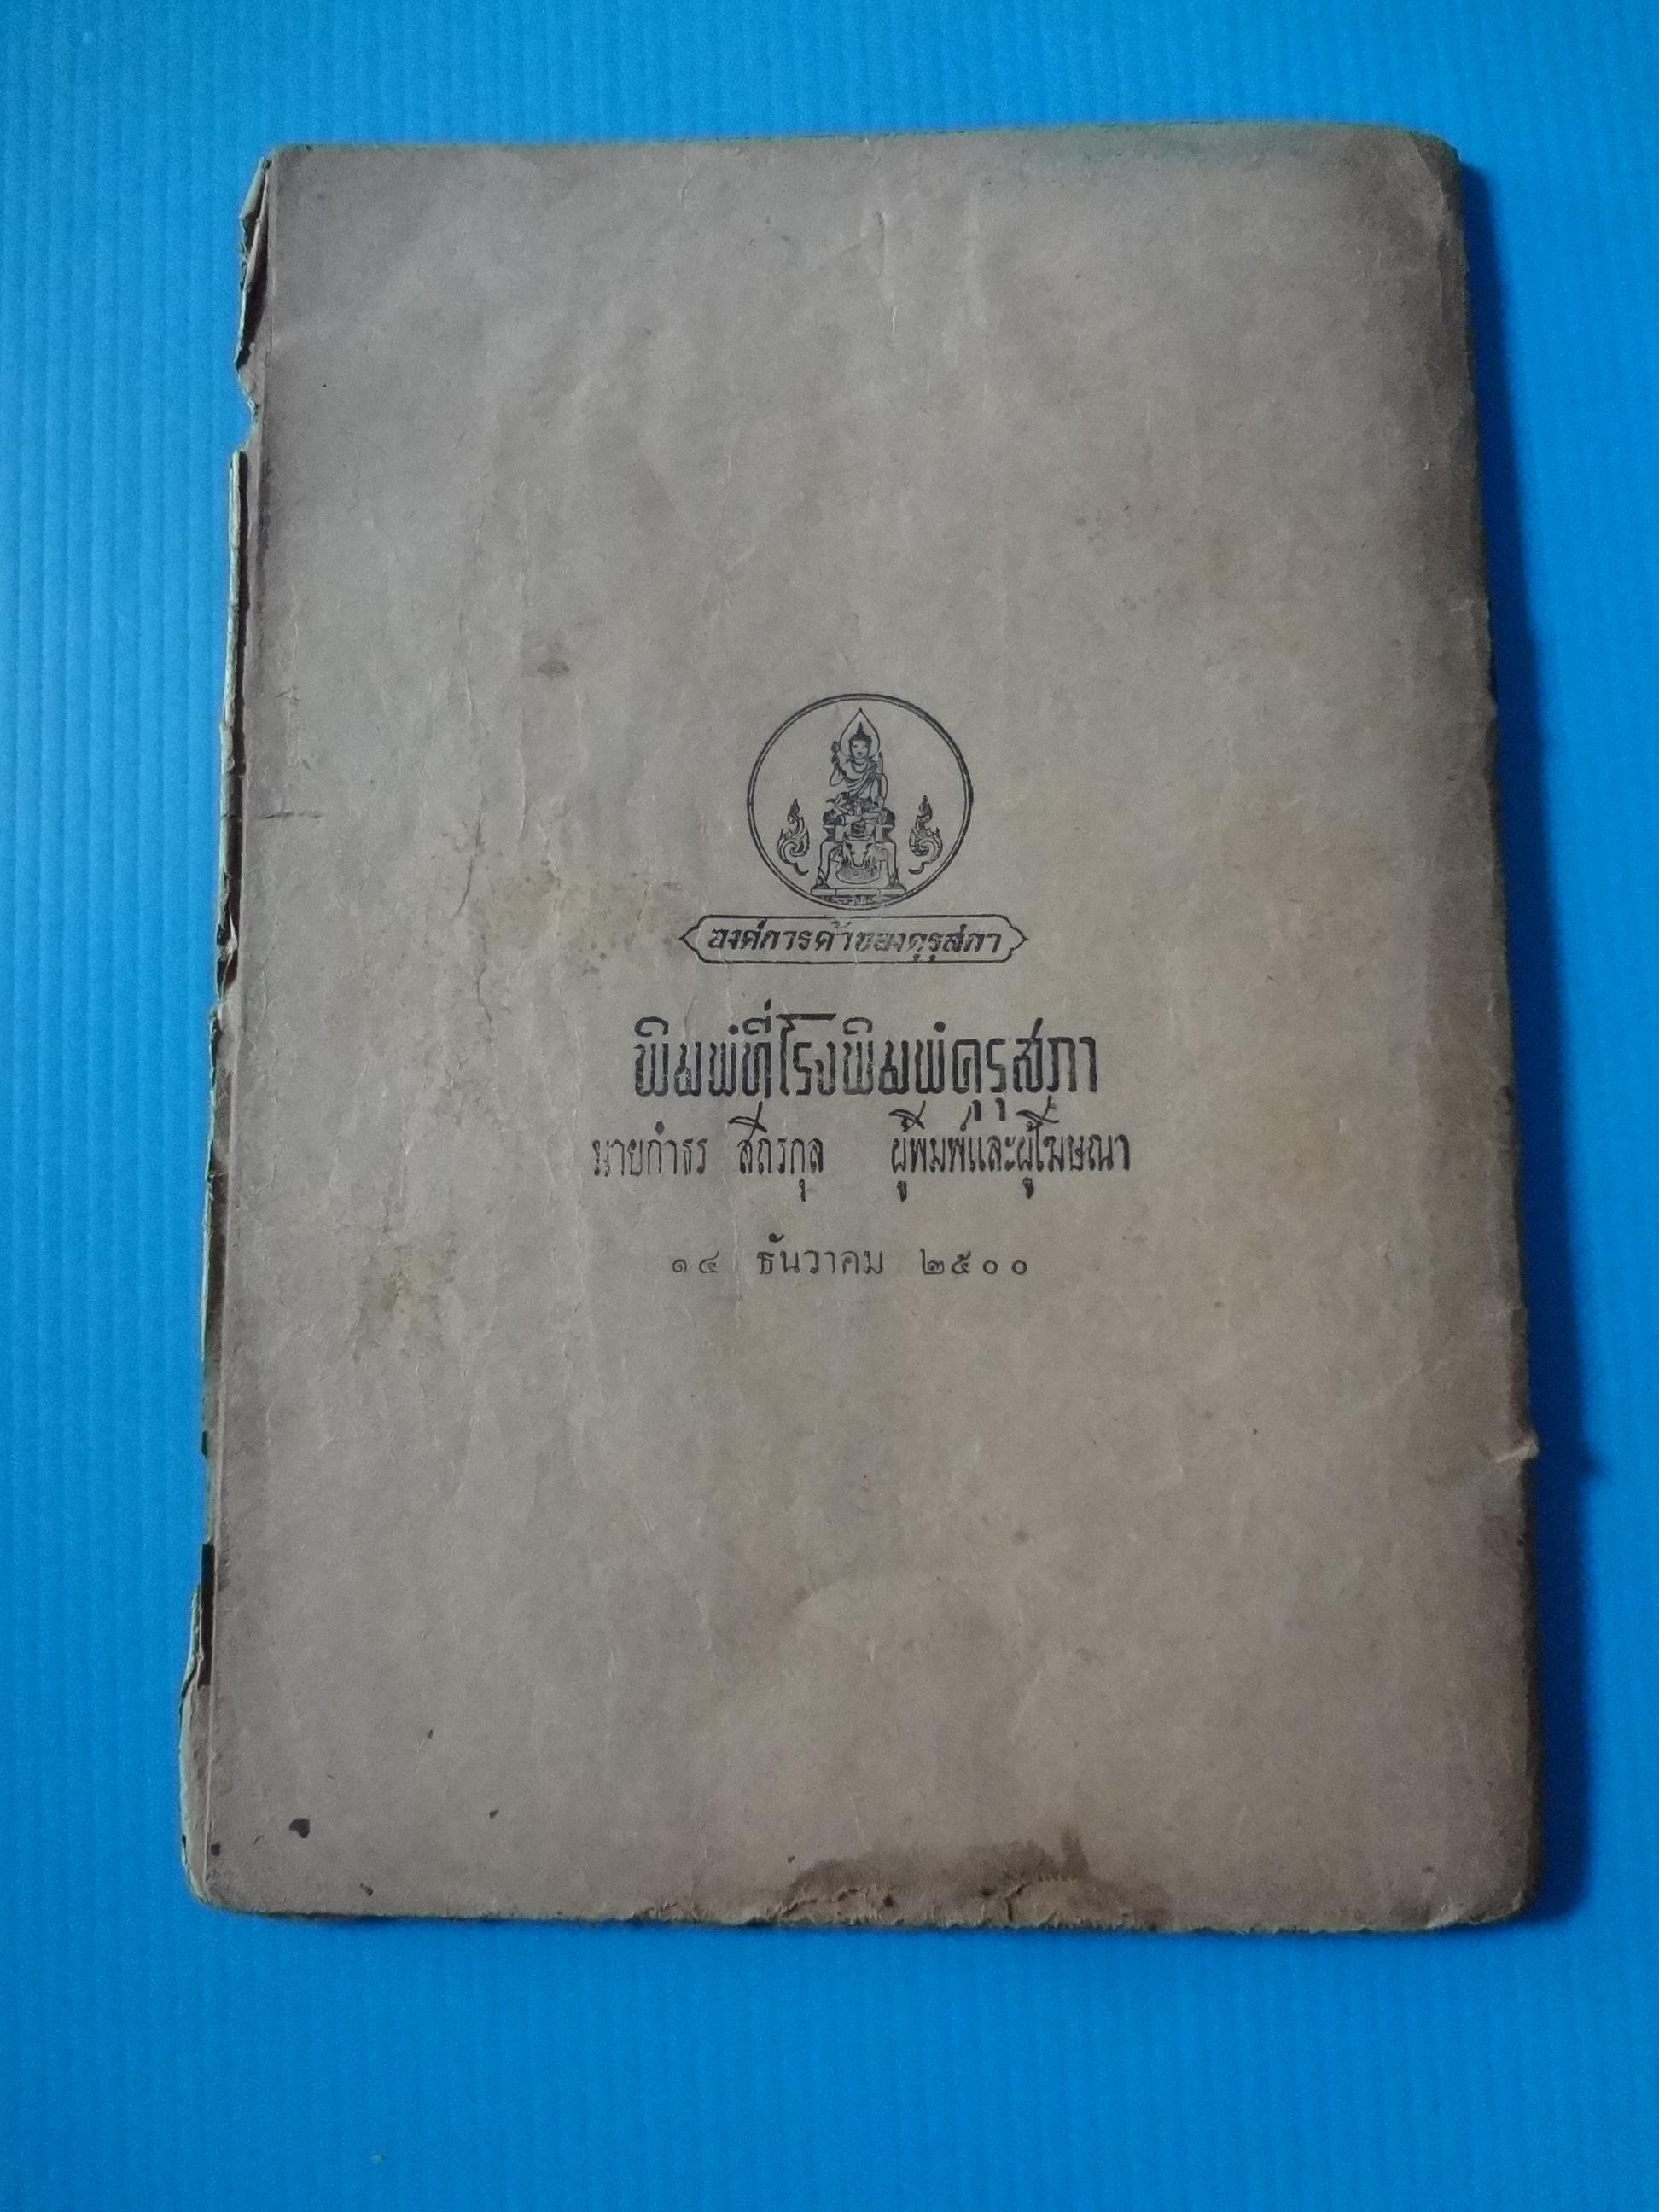 องค์การค้าของคุรุสภา
พิมพ์ที่โรงพิมพ์คุรุสภา
นายกำธร สถิรกุล ผู้พิมพ์และผู้โฆษณา
๑๔ ธันวาคม ๒๕๐๐